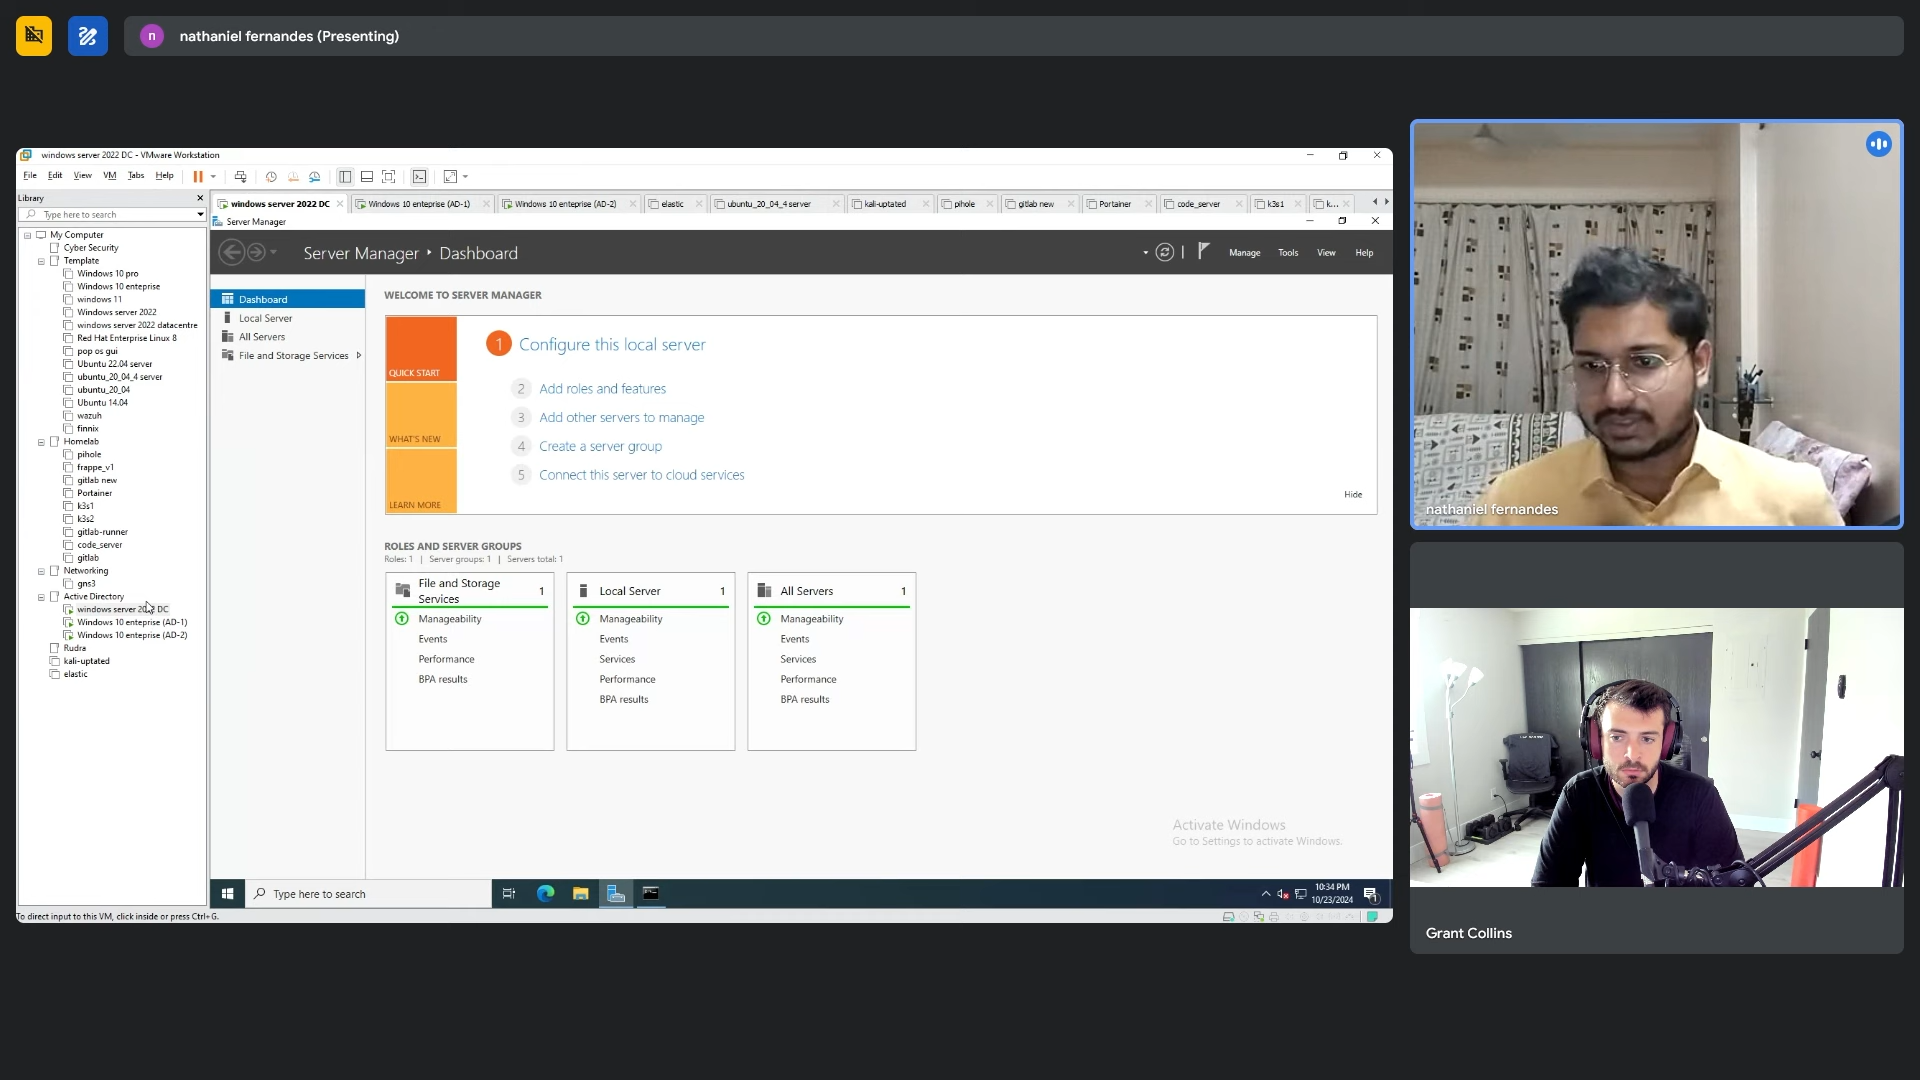 n
nathaniel fernandes (Presenting)
windows server 2022 DC - VMware Workstation
File Edit View VM Tabs Help
Library
Type here to search
My Computer
Cyber Security
Template
Windows 10 pro
Windows 10 enteprise
windows 11
Windows server 2022
windows server 2022 datacentre
Red Hat Enterprise Linux 8
pop os gui
Ubuntu 22.04 server
ubuntu_20_04_4 server
ubuntu_20_04
Ubuntu 14.04
wazuh
finnix
Homelab
pihole
frappe_v1
gitlab new
Portainer
k3s1
k3s2
gitlab-runner
code_server
gitlab
Networking
gns3
Active Directory
windows server 2022 DC
Windows 10 enteprise (AD-1)
Windows 10 enteprise (AD-2)
Rudra
kali-uptated
elastic
windows server 2022 DC
Windows 10 enteprise (AD-1)
Windows 10 enteprise (AD-2)
elastic
ubuntu_20_04_4 server
kali-uptated
pihole
gitlab new
Portainer
code_server
k3s1
k...
Server Manager
Server Manager • Dashboard
Manage Tools View Help
Dashboard
Local Server
All Servers
File and Storage Services
WELCOME TO SERVER MANAGER
QUICK START
WHAT'S NEW
LEARN MORE
1 Configure this local server
2 Add roles and features
3 Add other servers to manage
4 Create a server group
5 Connect this server to cloud services
Hide
ROLES AND SERVER GROUPS
Roles: 1 | Server groups: 1 | Servers total: 1
File and Storage
Services 1
Manageability
Events
Performance
BPA results
Local Server 1
Manageability
Events
Services
Performance
BPA results
All Servers 1
Manageability
Events
Services
Performance
BPA results
Activate Windows
Go to Settings to activate Windows.
Type here to search
10:34 PM
10/23/2024
To direct input to this VM, click inside or press Ctrl+G.
nathaniel fernandes
Grant Collins